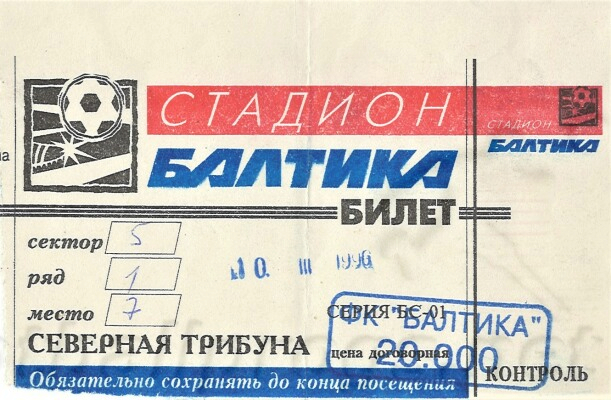 СТАДИОН
БАЛТИКА
СТАДИОН
БАЛТИКА
БИЛЕТ
сектор 5
ряд 1
место 7
10. III 1996
СЕВЕРНАЯ ТРИБУНА
СЕРИЯ БС-01
цена договорная
ФК "БАЛТИКА"
20.000
КОНТРОЛЬ
Обязательно сохранять до конца посещения